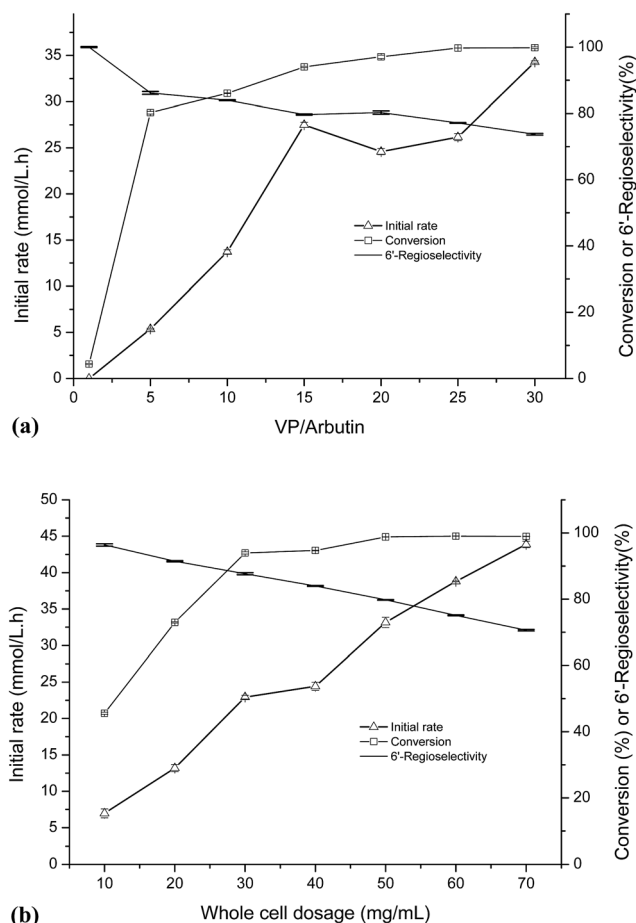 35
30
25
20
15
10
5
0
Initial rate (mmol/L.h)
100
80
60
40
20
0
Conversion or 6'-Regioselectivity(%)
Initial rate
Conversion
6'-Regioselectivity
0 5 10 15 20 25 30
VP/Arbutin
(a)
50
45
40
35
30
25
20
15
10
5
0
Initial rate (mmol/L.h)
100
80
60
40
20
0
Conversion (%) or 6'-Regioselectivity(%)
Initial rate
Conversion
6'-Regioselectivity
10 20 30 40 50 60 70
Whole cell dosage (mg/mL)
(b)